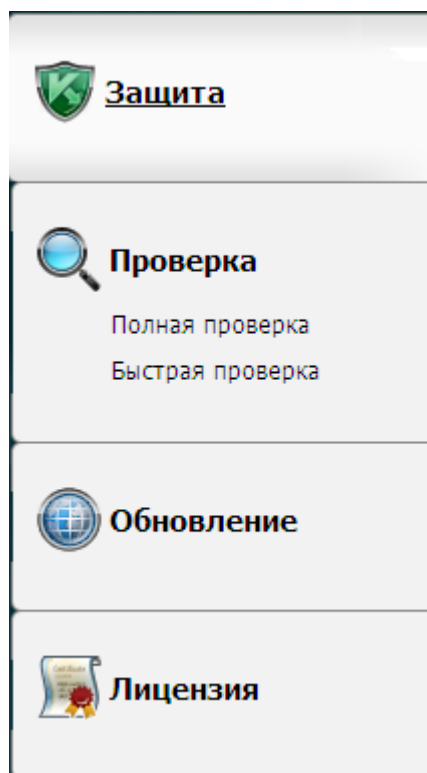 Защита
Проверка
Полная проверка
Быстрая проверка
Обновление
Лицензия